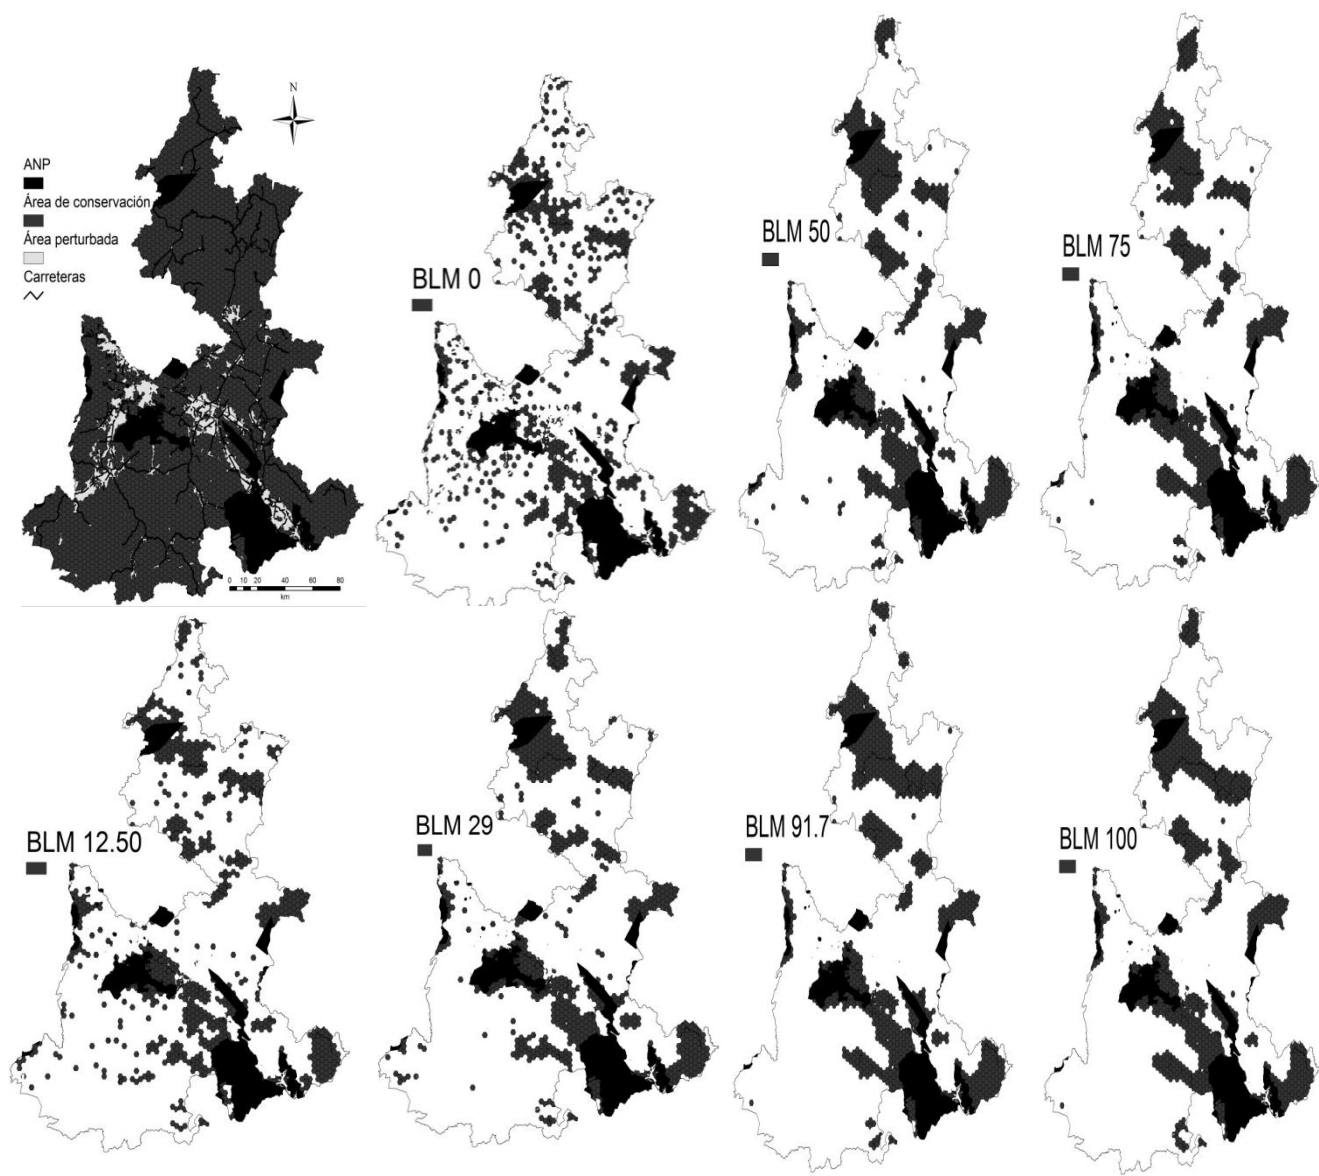 N
ANP
Área de conservación
Área perturbada
Carreteras
0 10 20 40 60 80
km
BLM 0
BLM 50
BLM 75
BLM 12.50
BLM 29
BLM 91.7
BLM 100